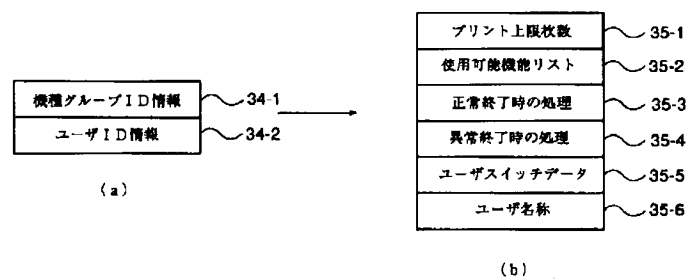 機種グループID情報 34-1
ユーザID情報 34-2
(a)
プリント上限枚数 35-1
使用可能機能リスト 35-2
正常終了時の処理 35-3
異常終了時の処理 35-4
ユーザスイッチデータ 35-5
ユーザ名称 35-6
(b)